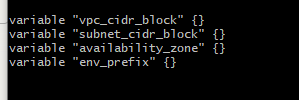 variable "vpc_cidr_block" {}
variable "subnet_cidr_block" {}
variable "availability_zone" {}
variable "env_prefix" {}